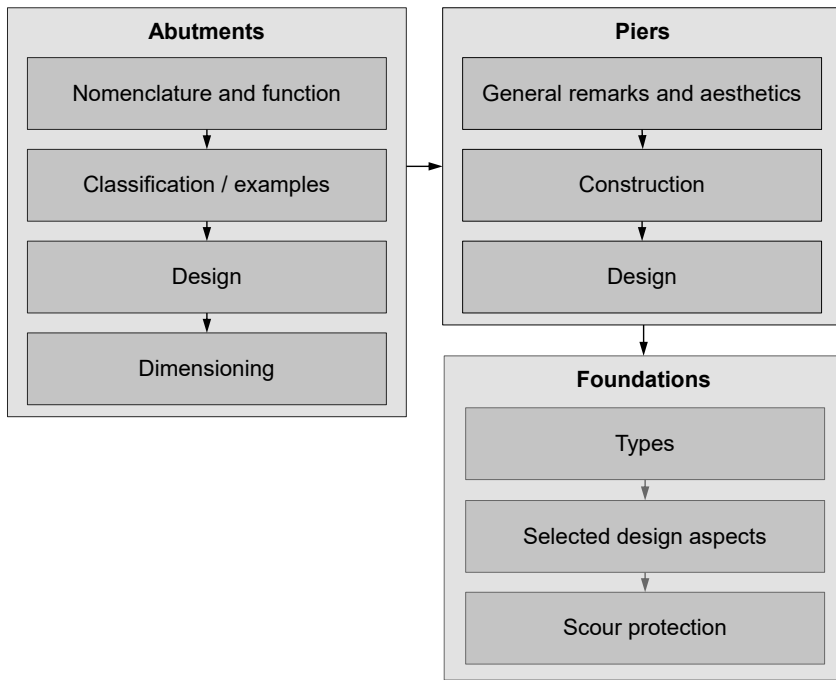 Abutments
Nomenclature and function
Classification / examples
Design
Dimensioning
Piers
General remarks and aesthetics
Construction
Design
Foundations
Types
Selected design aspects
Scour protection